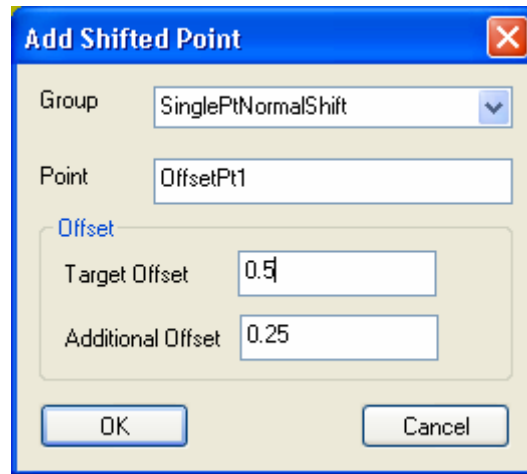 Add Shifted Point
Group SinglePtNormalShift
Point OffsetPt1
Offset
Target Offset 0.5
Additional Offset 0.25
OK Cancel